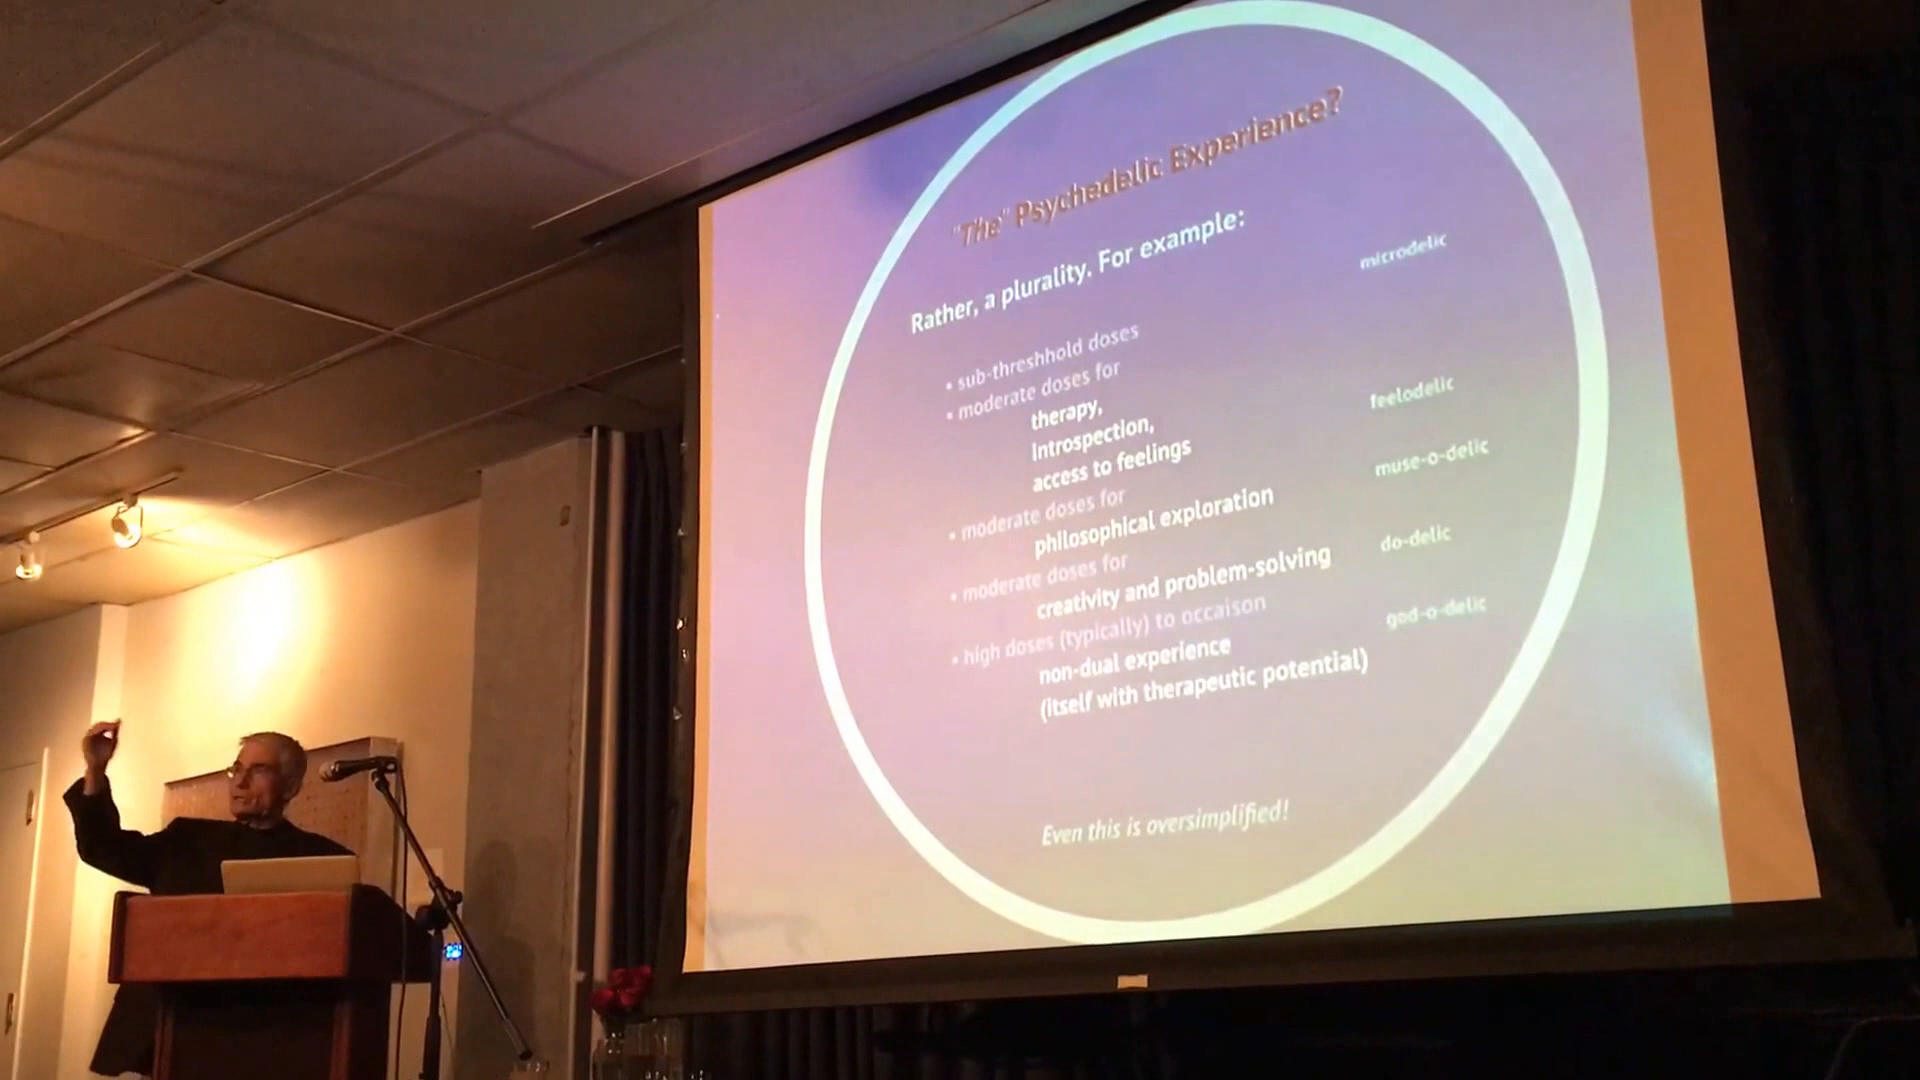 "The" Psychedelic Experience?
Rather, a plurality. For example:
• sub-threshhold doses microdelic
• moderate doses for
therapy,
Introspection,
access to feelings feelodelic
• moderate doses for
philosophical exploration muse-o-delic
• moderate doses for
creativity and problem-solving do-delic
• high doses (typically) to occaison
non-dual experience god-o-delic
(itself with therapeutic potential)
Even this is oversimplified!